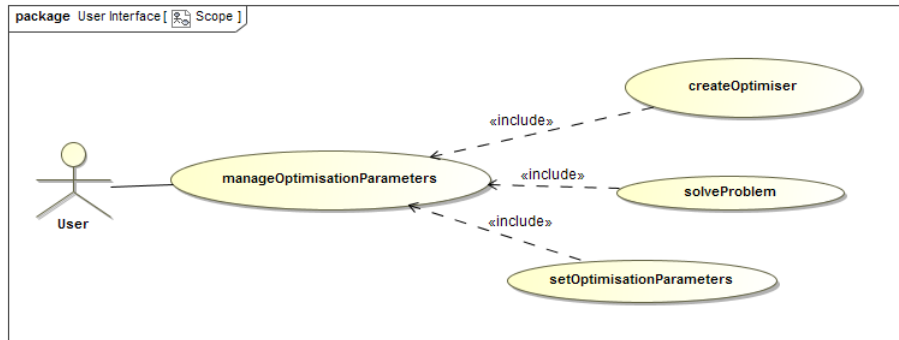 package User Interface [ Scope ]
createOptimiser
«include»
manageOptimisationParameters
«include»
solveProblem
User
«include»
setOptimisationParameters